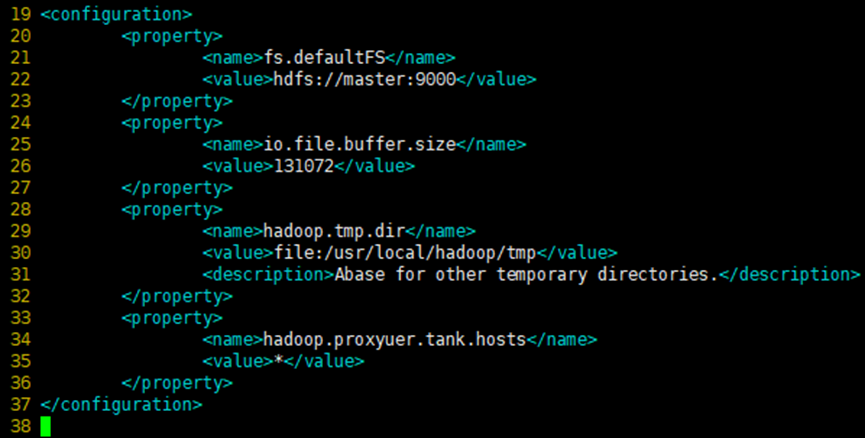 19 <configuration>
20         <property>
21                 <name>fs.defaultFS</name>
22                 <value>hdfs://master:9000</value>
23         </property>
24         <property>
25                 <name>io.file.buffer.size</name>
26                 <value>131072</value>
27         </property>
28         <property>
29                 <name>hadoop.tmp.dir</name>
30                 <value>file:/usr/local/hadoop/tmp</value>
31                 <description>Abase for other temporary directories.</description>
32         </property>
33         <property>
34                 <name>hadoop.proxyuer.tank.hosts</name>
35                 <value>*</value>
36         </property>
37 </configuration>
38